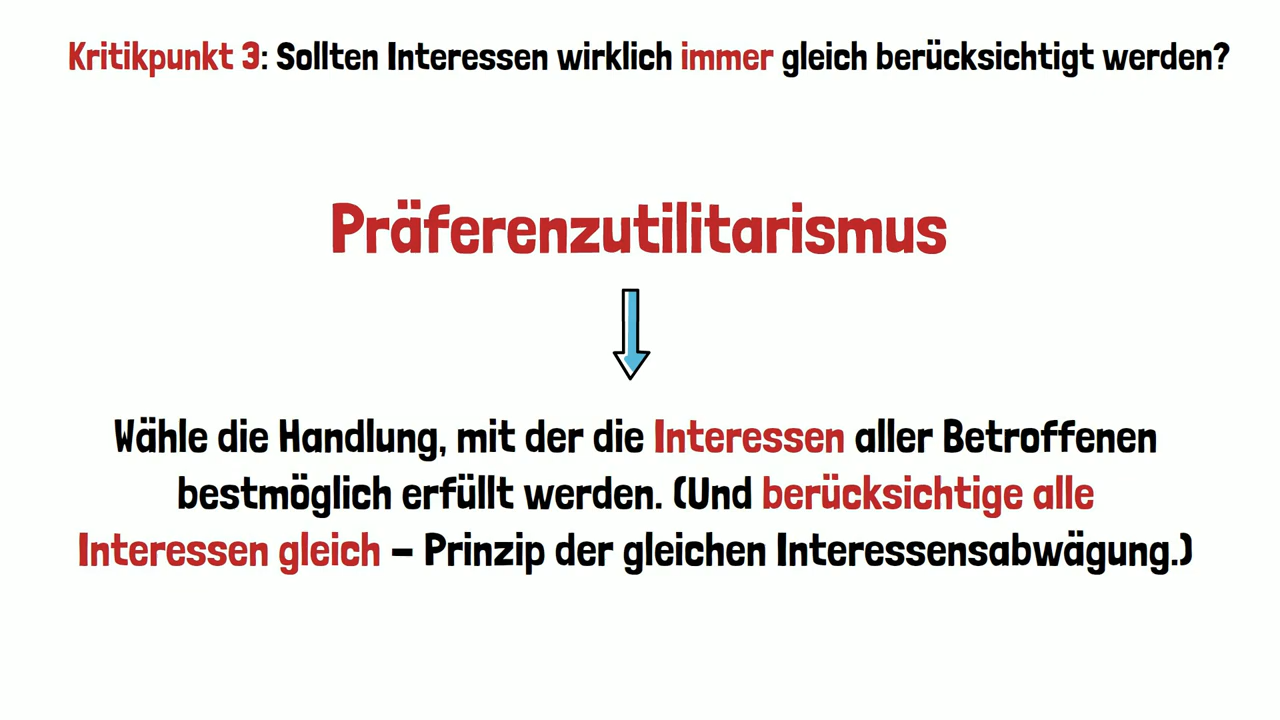 Kritikpunkt 3: Sollten Interessen wirklich immer gleich berücksichtigt werden?
Präferenzutilitarismus
Wähle die Handlung, mit der die Interessen aller Betroffenen
bestmöglich erfüllt werden. (Und berücksichtige alle
Interessen gleich – Prinzip der gleichen Interessensabwägung.)